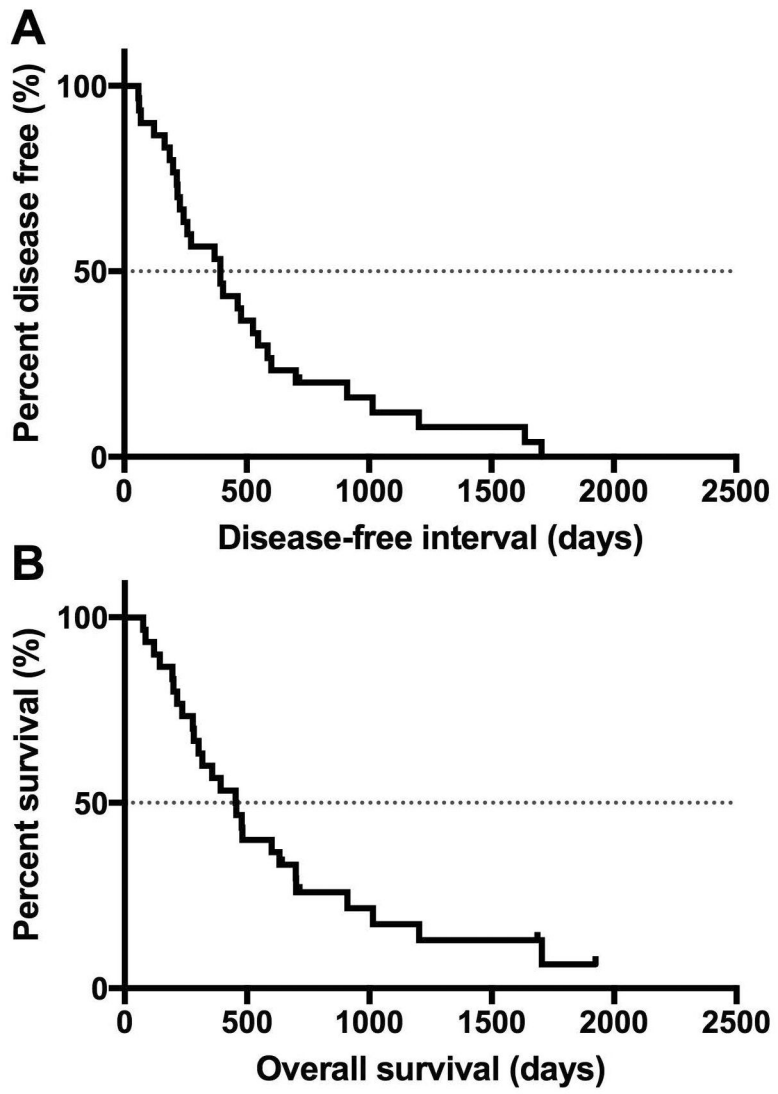 A
Percent disease free (%)
100
50
0
0 500 1000 1500 2000 2500
Disease-free interval (days)
B
Percent survival (%)
100
50
0
0 500 1000 1500 2000 2500
Overall survival (days)